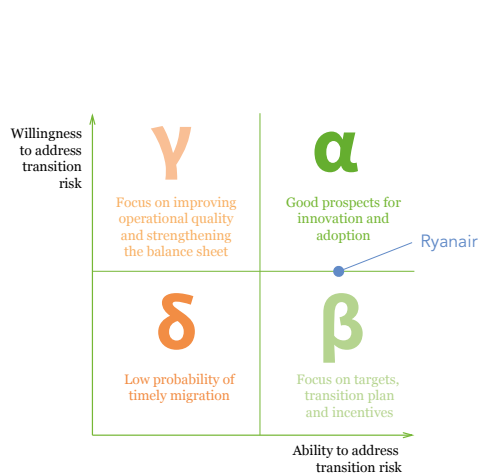 Willingness
to address
transition
risk
γ
Focus on improving
operational quality
and strengthening
the balance sheet
α
Good prospects for
innovation and
adoption
Ryanair
δ
Low probability of
timely migration
β
Focus on targets,
transition plan
and incentives
Ability to address
transition risk